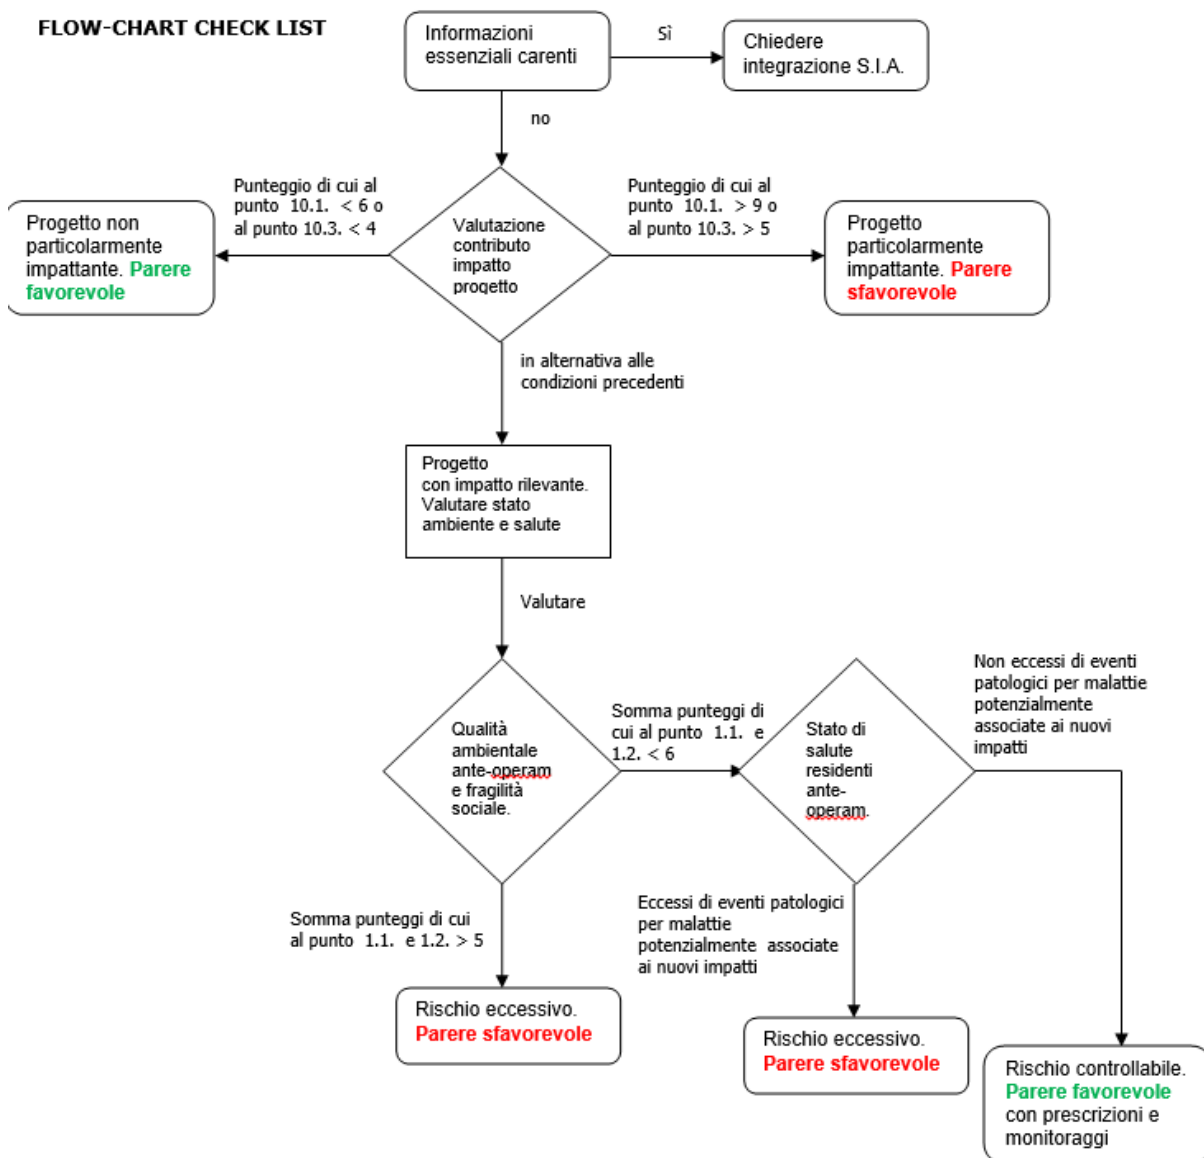 FLOW-CHART CHECK LIST
Informazioni
essenziali carenti
Sì
Chiedere
integrazione S.I.A.
no
Punteggio di cui al
punto 10.1. < 6 o
al punto 10.3. < 4
Punteggio di cui al
punto 10.1. > 9 o
al punto 10.3. > 5
Progetto non
particolarmente
impattante. Parere
favorevole
Valutazione
contributo
impatto
progetto
Progetto
particolarmente
impattante. Parere
sfavorevole
in alternativa alle
condizioni precedenti
Progetto
con impatto rilevante.
Valutare stato
ambiente e salute
Valutare
Qualità
ambientale
ante-operam
e fragilità
sociale.
Somma punteggi di
cui al punto 1.1. e
1.2. < 6
Stato di
salute
residenti
ante-
operam.
Non eccessi di eventi
patologici per malattie
potenzialmente
associate ai nuovi
impatti
Somma punteggi di cui
al punto 1.1. e 1.2. > 5
Eccessi di eventi patologici
per malattie
potenzialmente associate
ai nuovi impatti
Rischio eccessivo.
Parere sfavorevole
Rischio eccessivo.
Parere sfavorevole
Rischio controllabile.
Parere favorevole
con prescrizioni e
monitoraggi